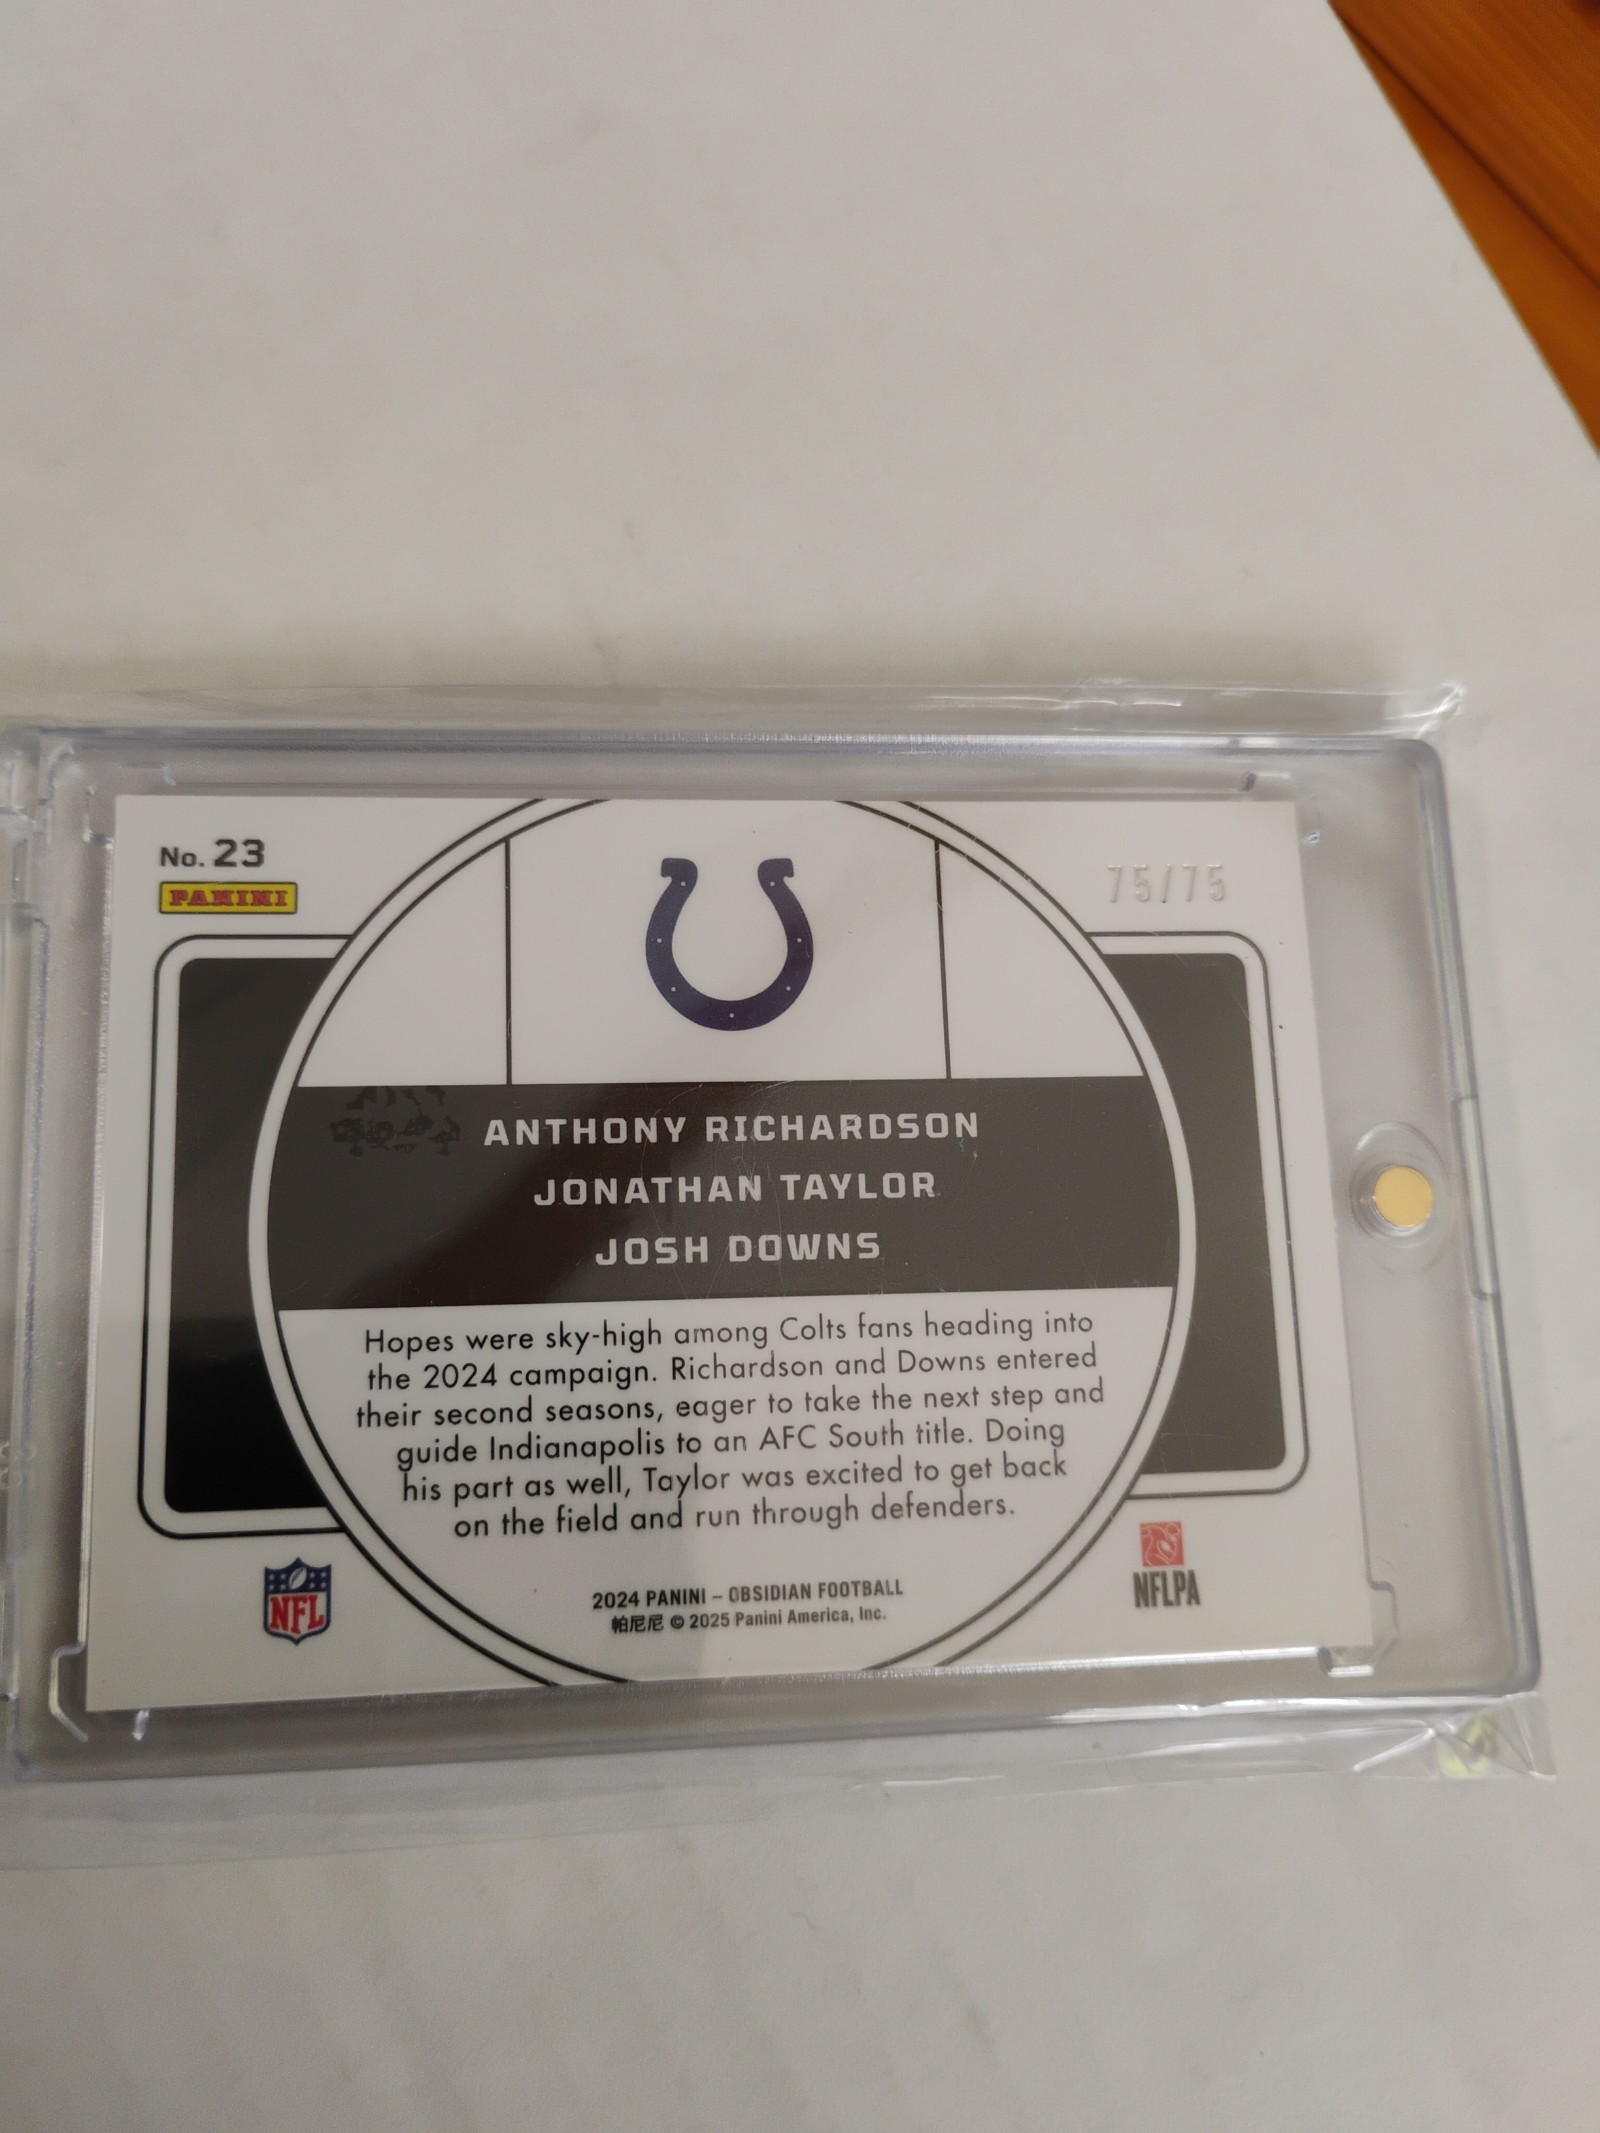 No. 23
PANINI
75/75
ANTHONY RICHARDSON
JONATHAN TAYLOR
JOSH DOWNS
Hopes were sky-high among Colts fans heading into
the 2024 campaign. Richardson and Downs entered
their second seasons, eager to take the next step and
guide Indianapolis to an AFC South title. Doing
his part as well, Taylor was excited to get back
on the field and run through defenders.
NFL
NFLPA
2024 PANINI – OBSIDIAN FOOTBALL
帕尼尼 © 2025 Panini America, Inc.